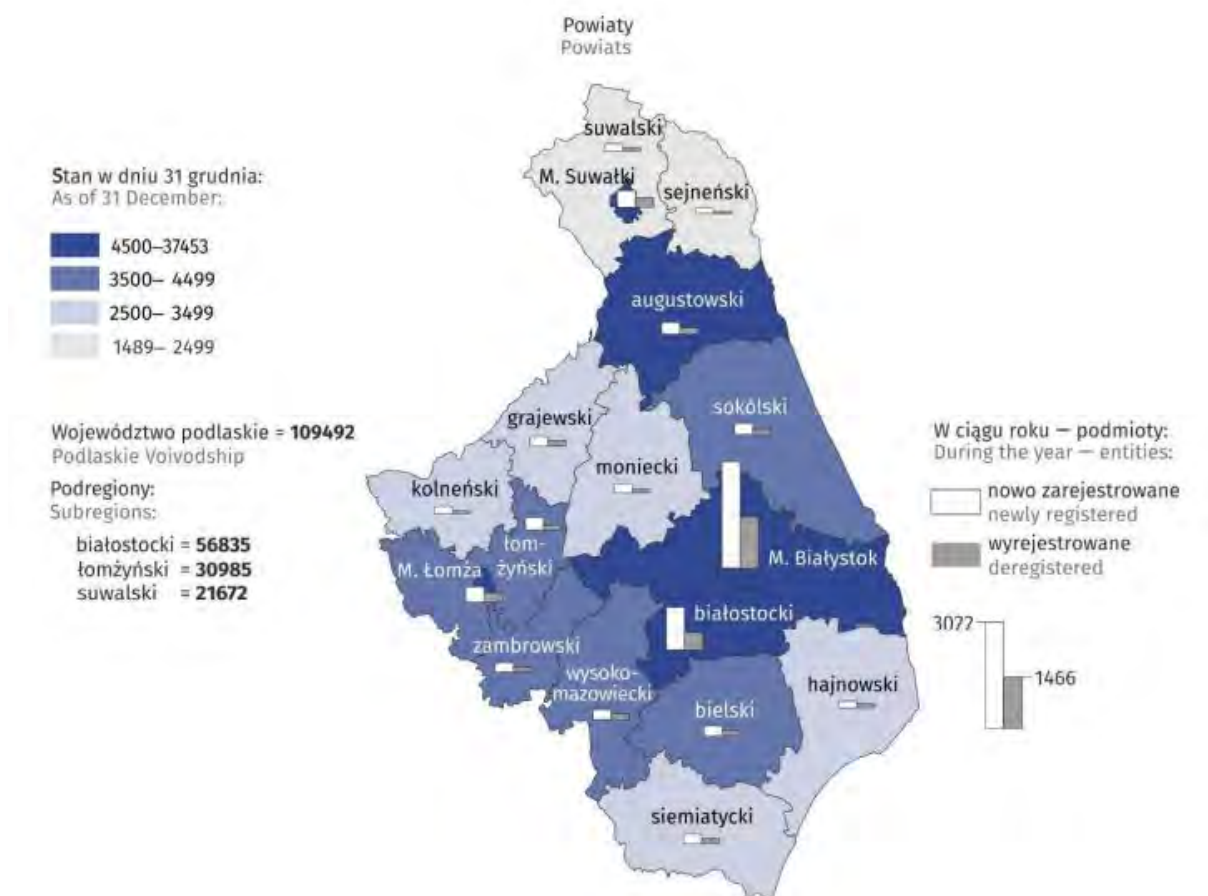 Powiaty
Powiats
Stan w dniu 31 grudnia:
As of 31 December:
4500–37453
3500– 4499
2500– 3499
1489– 2499
Województwo podlaskie = 109492
Podlaskie Voivodship
Podregiony:
Subregions:
białostocki = 56835
łomżyński = 30985
suwalski = 21672
suwalski
M. Suwałki
sejneński
augustowski
grajewski
sokólski
moniecki
kolneński
łom-
żyński
M. Łomża
M. Białystok
białostocki
zambrowski
wysoko-
mazowiecki
bielski
hajnowski
siemiatycki
W ciągu roku – podmioty:
During the year – entities:
nowo zarejestrowane
newly registered
wyrejestrowane
deregistered
3077
1466